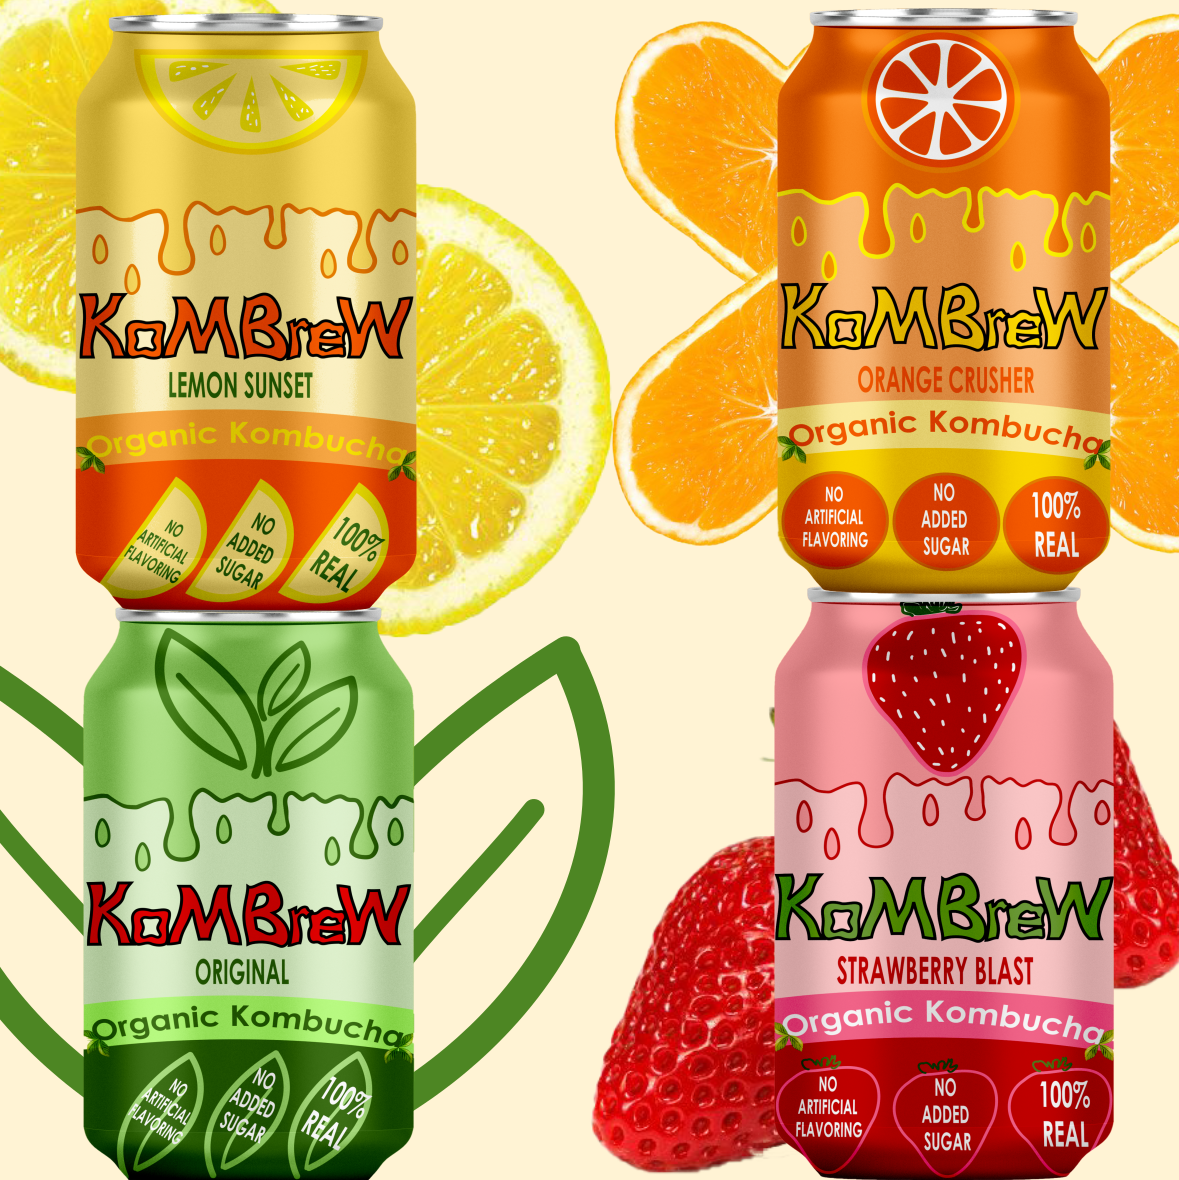 KoMBreW
LEMON SUNSET
Organic Kombucha
NO
ARTIFICIAL
FLAVORING
NO
ADDED
SUGAR
100%
REAL
KoMBreW
ORANGE CRUSHER
Organic Kombucha
NO
ARTIFICIAL
FLAVORING
NO
ADDED
SUGAR
100%
REAL
KoMBreW
ORIGINAL
Organic Kombucha
NO
ARTIFICIAL
FLAVORING
NO
ADDED
SUGAR
100%
REAL
KoMBreW
STRAWBERRY BLAST
Organic Kombucha
NO
ARTIFICIAL
FLAVORING
NO
ADDED
SUGAR
100%
REAL